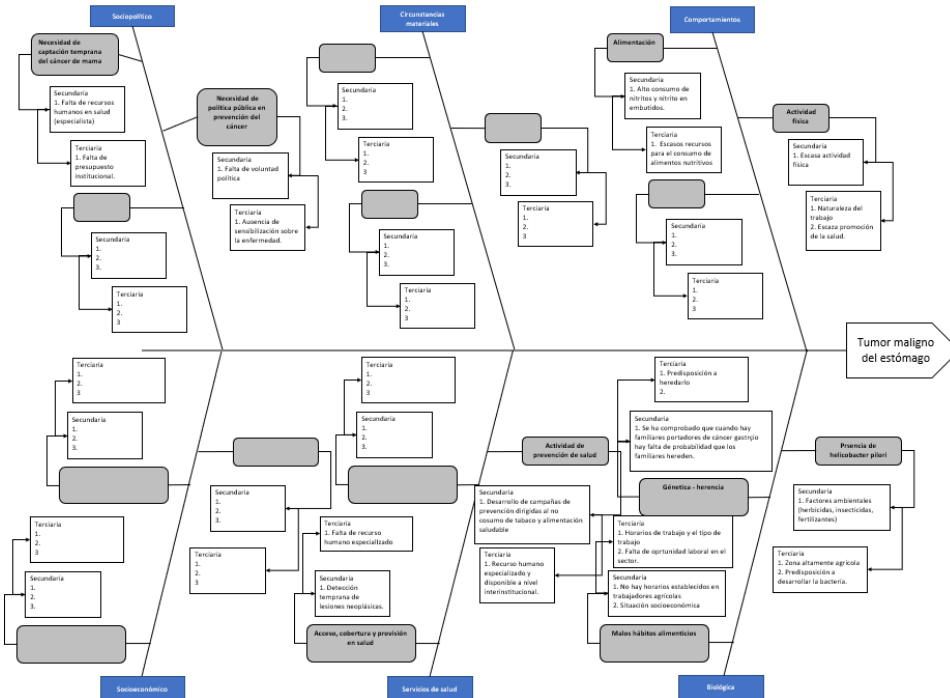 Sociopolítico
Necesidad de
captación temprana
del cáncer de mama
Secundaria
1. Falta de recursos
humanos en salud
(especialista)
Terciaria
1. Falta de
presupuesto
institucional.
Necesidad de
política pública en
prevención del
cáncer
Secundaria
1. Falta de voluntad
política
Terciaria
1. Ausencia de
sensibilización sobre
la enfermedad.
Secundaria
1.
2.
3.
Terciaria
1.
2.
3
Circunstancias
materiales
Secundaria
1.
2.
3.
Terciaria
1.
2.
3
Secundaria
1.
2.
3.
Terciaria
1.
2.
3
Secundaria
1.
2.
3.
Terciaria
1.
2.
3
Comportamientos
Alimentación
Secundaria
1. Alto consumo de
nitritos y nitrito en
embutidos.
Terciaria
1. Escasos recursos
para el consumo de
alimentos nutritivos
Actividad
física
Secundaria
1. Escasa actividad
física
Terciaria
1. Naturaleza del
trabajo
2. Escaza promoción
de la salud.
Secundaria
1.
2.
3.
Terciaria
1.
2.
3
Tumor maligno
del estómago
Terciaria
1.
2.
3
Secundaria
1.
2.
3.
Secundaria
1.
2.
3.
Terciaria
1.
2.
3
Terciaria
1.
2.
3
Secundaria
1.
2.
3.
Socioeconómico
Terciaria
1.
2.
3
Secundaria
1.
2.
3.
Actividad de
prevención de salud
Secundaria
1. Desarrollo de campañas de
prevención dirigidas al no
cosumo de tabaco y alimentación
saludable
Terciaria
1. Recurso humano
especializado y
disponible a nivel
interinstitucional.
Terciaria
1. Falta de recurso
humano especializado
Secundaria
1. Detección
temprana de
lesiones neoplásicas.
Acceso, cobertura y provisión
en salud
Servicios de salud
Terciaria
1. Predisposición a
heredarlo
2.
Secundaria
1. Se ha comprobado que cuando hay
familiares portadores de cáncer gastrçio
hay falta de probabilidad que los
familiares hereden.
Génetica - herencia
Prsencia de
helicobacter pilori
Secundaria
1. Factores ambientales
(herbicidas, insecticidas,
fertilizantes)
Terciaria
1. Zona altamente agrícola
2. Predisposición a
desarrollar la bacteria.
Terciaria
1. Horarios de trabajo y el tipo de
trabajo
2. Falta de oprtunidad laboral en el
sector.
Secundaria
1. No hay horarios establecidos en
trabajadores agrícolas
2. Situación socioeconómica
Malos hábitos alimenticios
Biológica